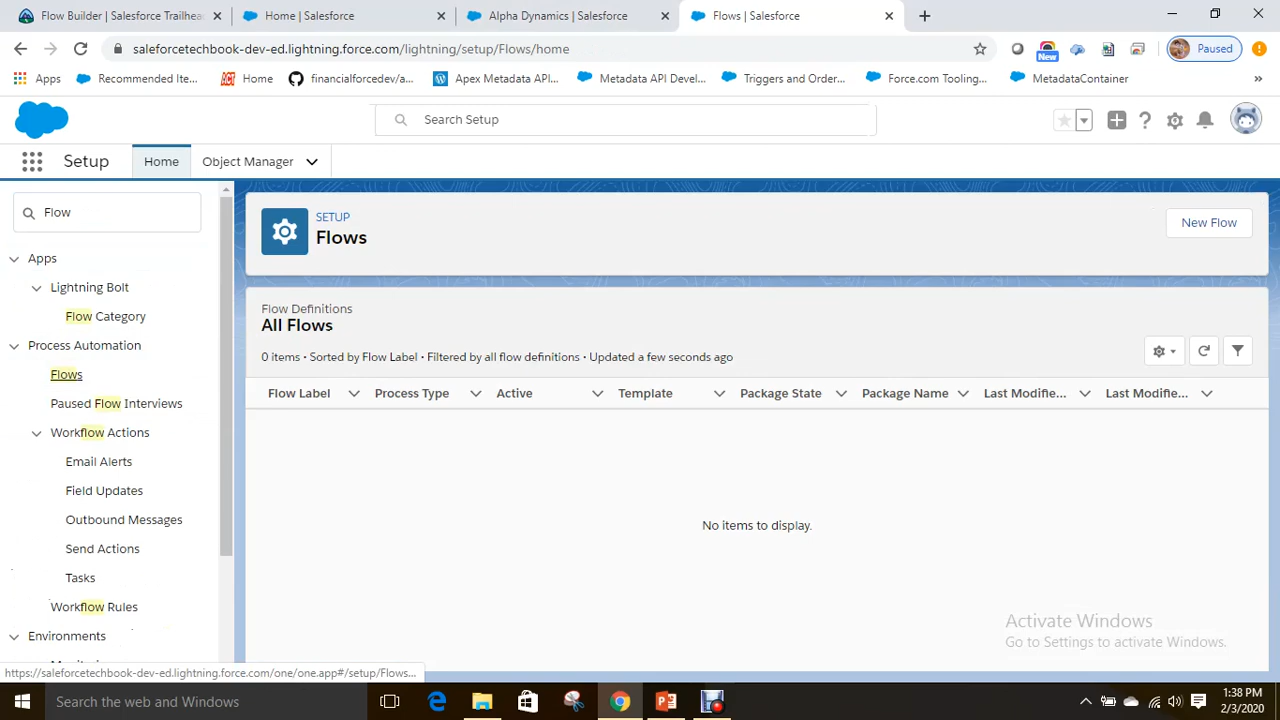 Flow Builder | Salesforce Trailhea
Home | Salesforce
Alpha Dynamics | Salesforce
Flows | Salesforce
saleforcetechbook-dev-ed.lightning.force.com/lightning/setup/Flows/home
New
Paused
Apps
Recommended Ite...
ACT
Home
financialforcedev/a...
Apex Metadata API...
Metadata API Devel...
Triggers and Order...
Force.com Tooling...
MetadataContainer
Search Setup
Setup
Home
Object Manager
Flow
Apps
Lightning Bolt
Flow Category
Process Automation
Flows
Paused Flow Interviews
Workflow Actions
Email Alerts
Field Updates
Outbound Messages
Send Actions
Tasks
Workflow Rules
Environments
SETUP
Flows
New Flow
Flow Definitions
All Flows
0 items • Sorted by Flow Label • Filtered by all flow definitions • Updated a few seconds ago
Flow Label
Process Type
Active
Template
Package State
Package Name
Last Modifie...
Last Modifie...
No items to display.
Activate Windows
Go to Settings to activate Windows.
https://saleforcetechbook-dev-ed.lightning.force.com/one/one.app#/setup/Flows...
Search the web and Windows
1:38 PM
2/3/2020